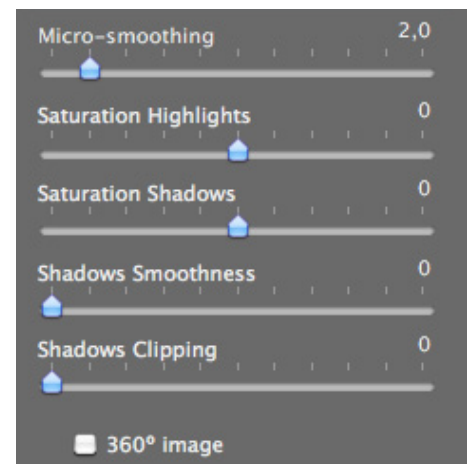 Micro-smoothing 2,0
Saturation Highlights 0
Saturation Shadows 0
Shadows Smoothness 0
Shadows Clipping 0
360º image